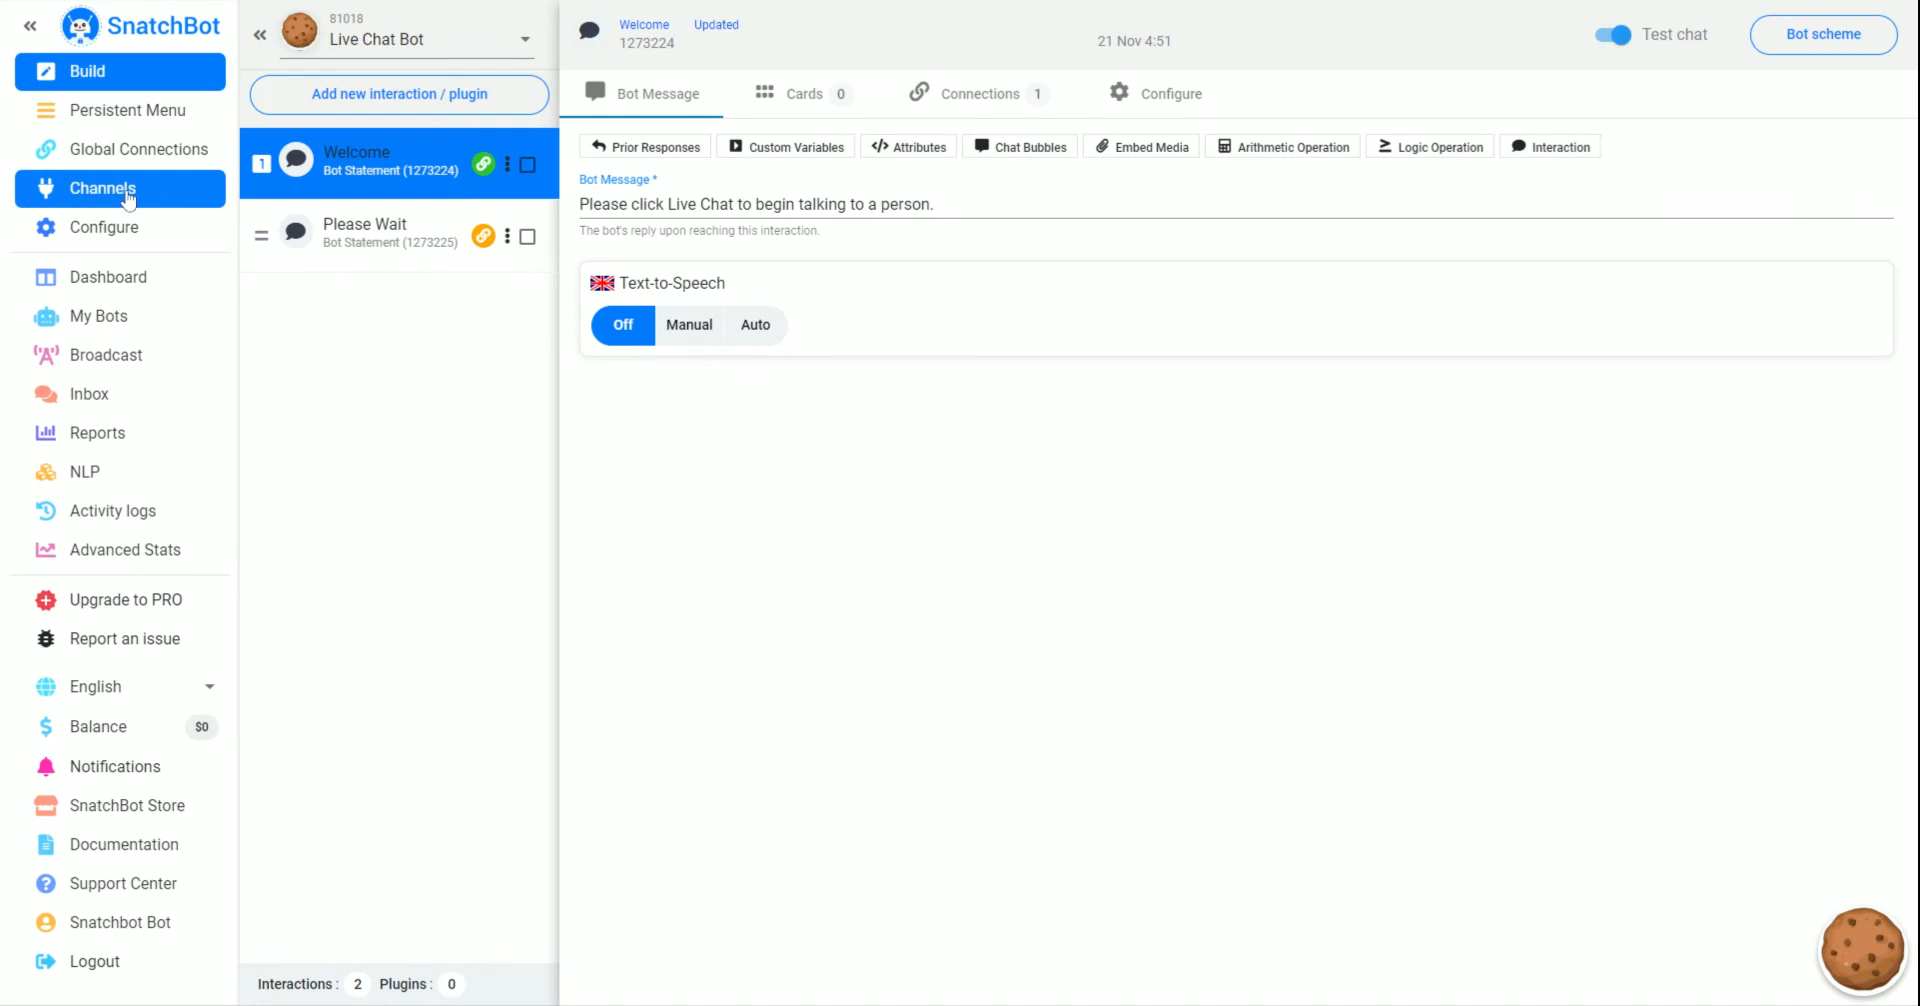 SnatchBot
Build
Persistent Menu
Global Connections
Channels
Configure
Dashboard
My Bots
Broadcast
Inbox
Reports
NLP
Activity logs
Advanced Stats
Upgrade to PRO
Report an issue
English
Balance $0
Notifications
SnatchBot Store
Documentation
Support Center
Snatchbot Bot
Logout
81018
Live Chat Bot
Add new interaction / plugin
1 Welcome
Bot Statement (1273224)
Please Wait
Bot Statement (1273225)
Interactions : 2 Plugins : 0
Welcome Updated
1273224
21 Nov 4:51
Test chat
Bot scheme
Bot Message Cards 0 Connections 1 Configure
Prior Responses Custom Variables Attributes Chat Bubbles Embed Media Arithmetic Operation Logic Operation Interaction
Bot Message *
Please click Live Chat to begin talking to a person.
The bot's reply upon reaching this interaction.
Text-to-Speech
Off Manual Auto